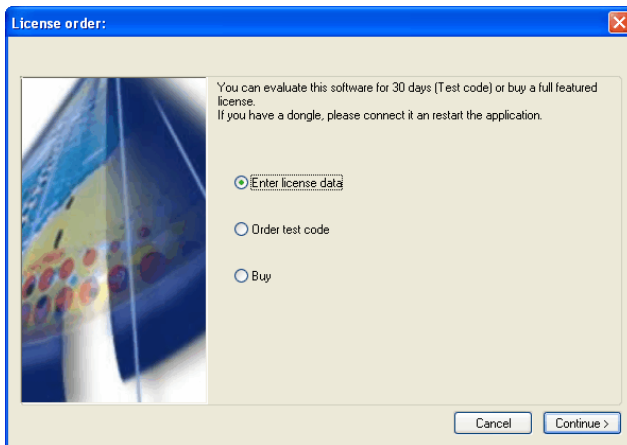 License order:
You can evaluate this software for 30 days (Test code) or buy a full featured
license.
If you have a dongle, please connect it an restart the application.
Enter license data
Order test code
Buy
Cancel
Continue >